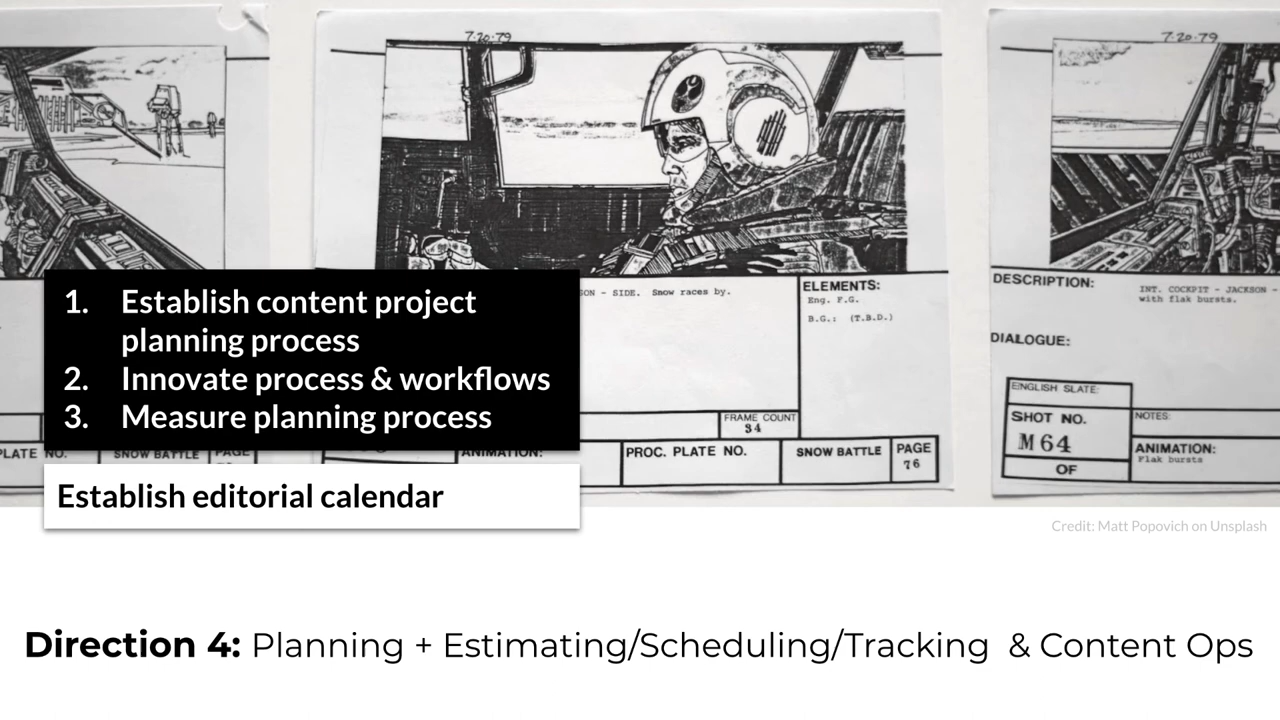 7-20-79
7-20-79
DESCRIPTION:
INT. COCKPIT - JACKSON -
with flak bursts.
DIALOGUE:
SON - SIDE. Snow races by.
ELEMENTS:
Eng. F.G.
B.G.: (T.B.D.)
1. Establish content project
planning process
2. Innovate process & workflows
3. Measure planning process
FRAME COUNT
34
PLATE NO.
SNOW BATTLE
PAGE
ANIMATION:
PROC. PLATE NO.
SNOW BATTLE
PAGE
76
ENGLISH SLATE:
SHOT NO.
M 64
OF
NOTES:
ANIMATION:
Flak bursts
Establish editorial calendar
Credit: Matt Popovich on Unsplash
Direction 4: Planning + Estimating/Scheduling/Tracking & Content Ops